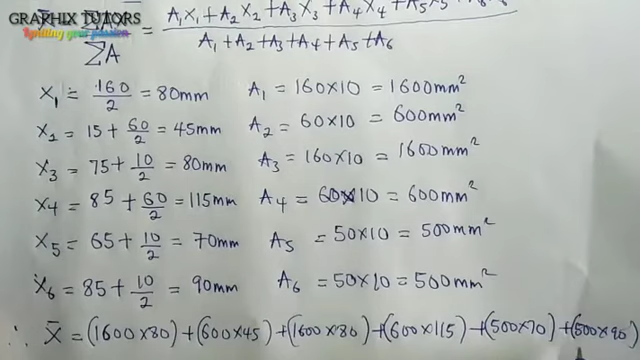 GRAPHIX TUTORS
Igniting your passion
ΣAX = A₁X₁+A₂X₂+A₃X₃+A₄X₄+A₅X₅
ΣA A₁+A₂+A₃+A₄+A₅+A₆
X₁ = 160/2 = 80mm A₁ = 160×10 = 1600mm²
X₂ = 15 + 60/2 = 45mm A₂ = 60×10 = 600mm²
X₃ = 75 + 10/2 = 80mm A₃ = 160×10 = 1600mm²
X₄ = 85 + 60/2 = 115mm A₄ = 60×10 = 600mm²
X₅ = 65 + 10/2 = 70mm A₅ = 50×10 = 500mm²
X₆ = 85 + 10/2 = 90mm A₆ = 50×10 = 500mm²
∴ X̄ = (1600×80)+(600×45)+(1600×80)+(600×115)+(500×70)+(500×90)